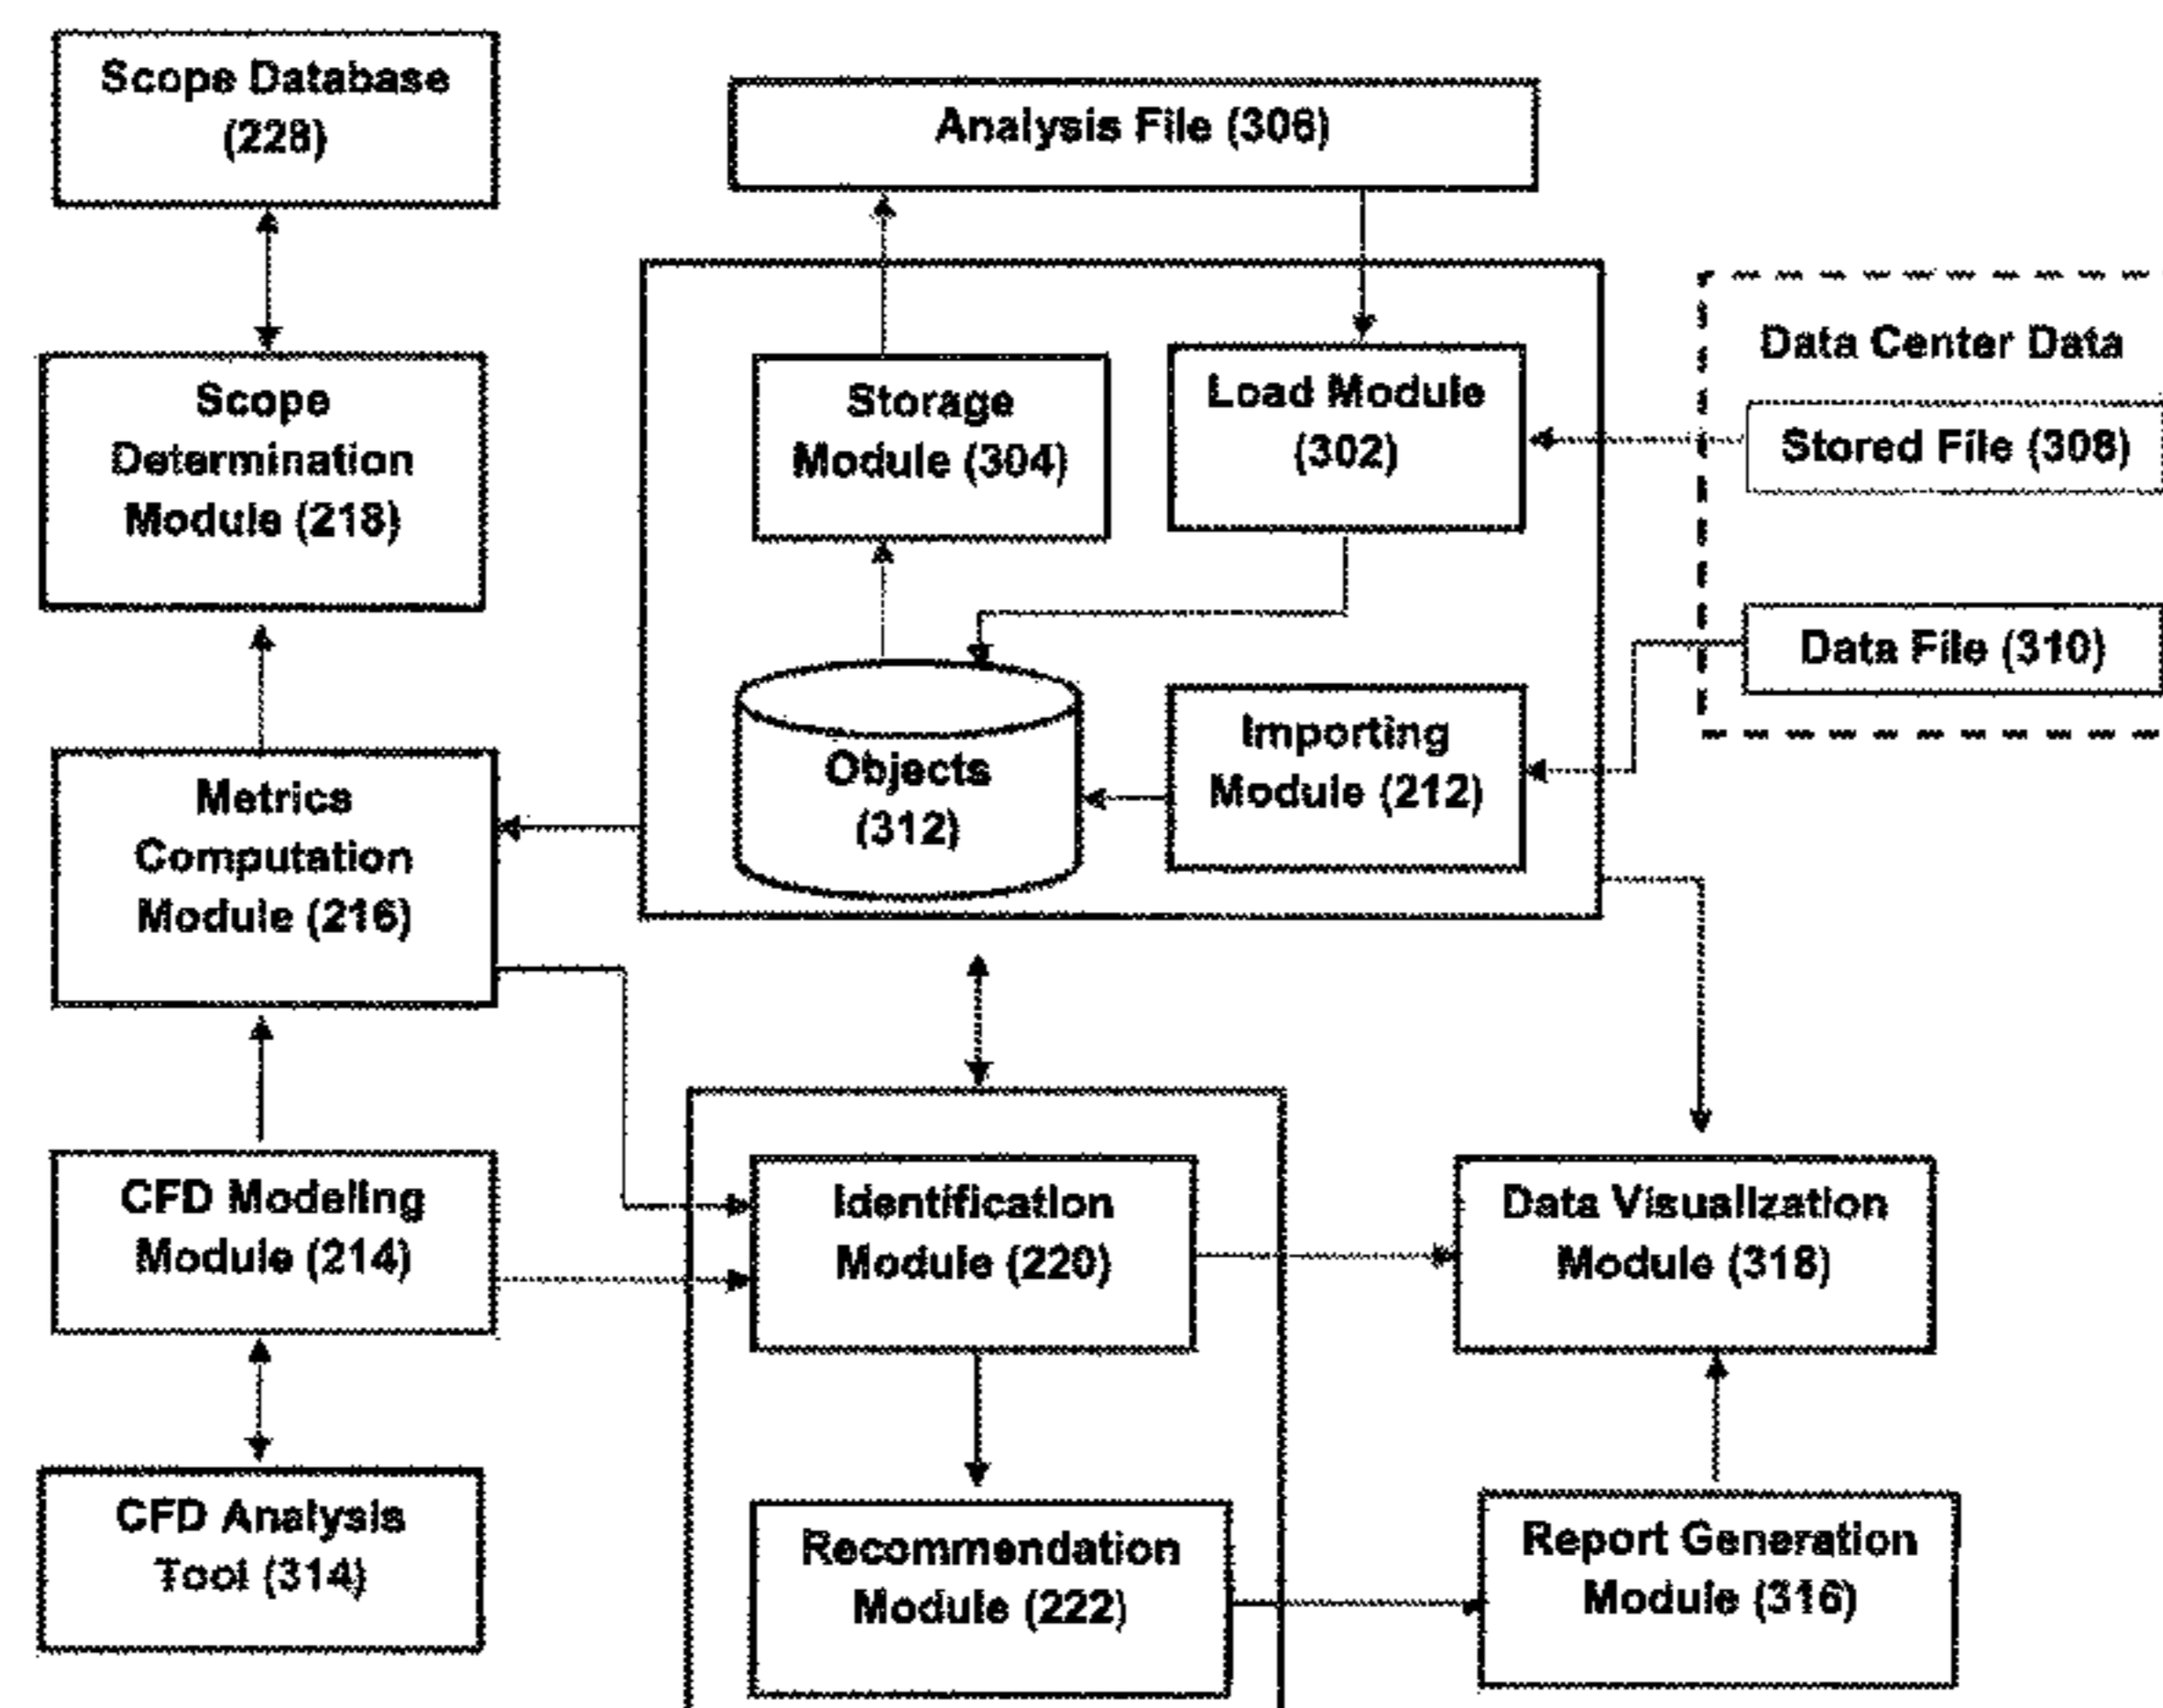 Scope Database
(228)
Analysis File (306)
Data Center Data
Scope
Determination
Module (218)
Storage
Module (304)
Load Module
(302)
Stored File (308)
Data File (310)
Metrics
Computation
Module (216)
Objects
(312)
Importing
Module (212)
CFD Modeling
Module (214)
Identification
Module (220)
Data Visualization
Module (318)
CFD Analysis
Tool (314)
Recommendation
Module (222)
Report Generation
Module (316)